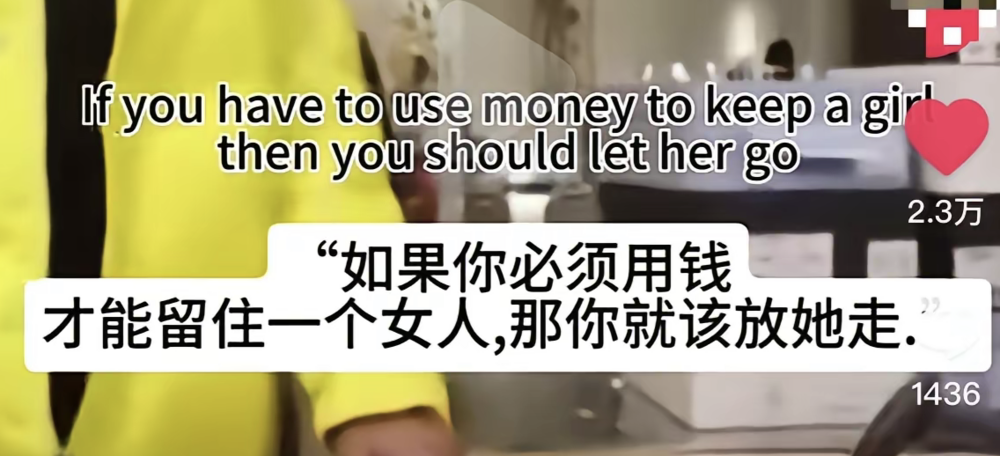 If you have to use money to keep a girl
then you should let her go
2.3万
“如果你必须用钱
才能留住一个女人,那你就该放她走.”
1436